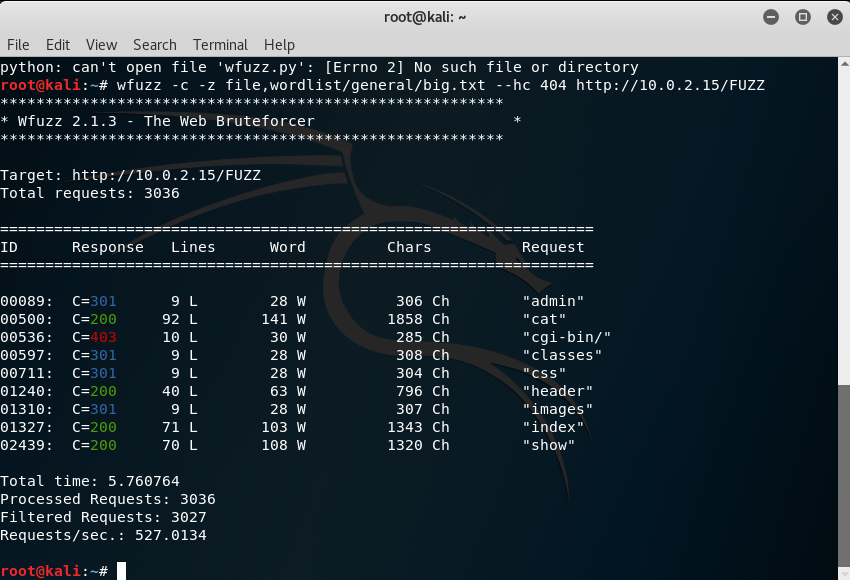 root@kali: ~
File Edit View Search Terminal Help
python: can't open file 'wfuzz.py': [Errno 2] No such file or directory
root@kali:~# wfuzz -c -z file,wordlist/general/big.txt --hc 404 http://10.0.2.15/FUZZ
********************************************************
* Wfuzz 2.1.3 - The Web Bruteforcer                      *
********************************************************
Target: http://10.0.2.15/FUZZ
Total requests: 3036
==================================================================
ID      Response   Lines      Word         Chars          Request
==================================================================
00089:  C=301      9 L        28 W        306 Ch        "admin"
00500:  C=200     92 L       141 W       1858 Ch        "cat"
00536:  C=403     10 L        30 W        285 Ch        "cgi-bin/"
00597:  C=301      9 L        28 W        308 Ch        "classes"
00711:  C=301      9 L        28 W        304 Ch        "css"
01240:  C=200     40 L        63 W        796 Ch        "header"
01310:  C=301      9 L        28 W        307 Ch        "images"
01327:  C=200     71 L       103 W       1343 Ch        "index"
02439:  C=200     70 L       108 W       1320 Ch        "show"
Total time: 5.760764
Processed Requests: 3036
Filtered Requests: 3027
Requests/sec.: 527.0134
root@kali:~#